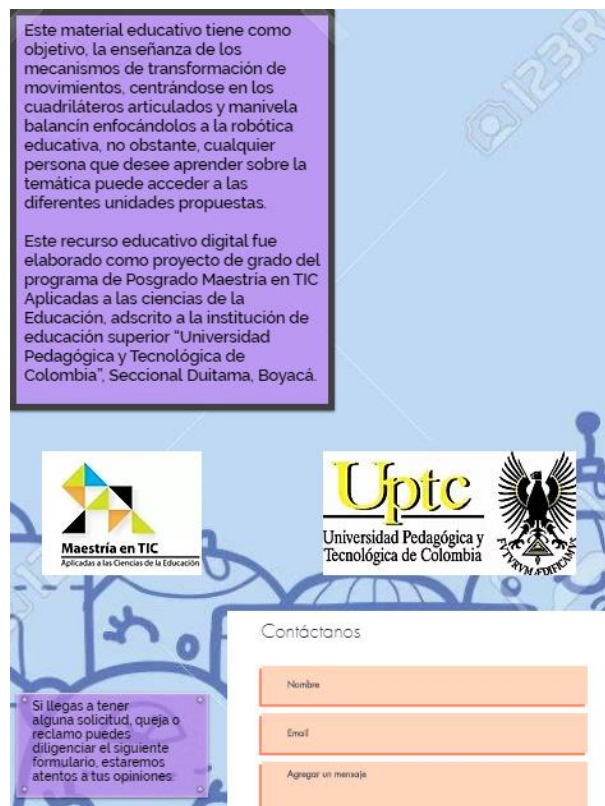 Este material educativo tiene como
objetivo, la enseñanza de los
mecanismos de transformación de
movimientos, centrándose en los
cuadriláteros articulados y manivela
balancín enfocándolos a la robótica
educativa, no obstante, cualquier
persona que desee aprender sobre la
temática puede acceder a las
diferentes unidades propuestas.
Este recurso educativo digital fue
elaborado como proyecto de grado del
programa de Posgrado Maestría en TIC
Aplicadas a las ciencias de la
Educación, adscrito a la institución de
educación superior “Universidad
Pedagógica y Tecnológica de
Colombia”, Seccional Duitama, Boyacá.
123R
Maestría en TIC
Aplicadas a las Ciencias de la Educación
Uptc
Universidad Pedagógica y
Tecnológica de Colombia
FVTVRVM ÆDIFICAMVS
Contáctanos
Nombre
Email
Agregar un mensaje
Si llegas a tener
alguna solicitud, queja o
reclamo puedes
diligenciar el siguiente
formulario, estaremos
atentos a tus opiniones.